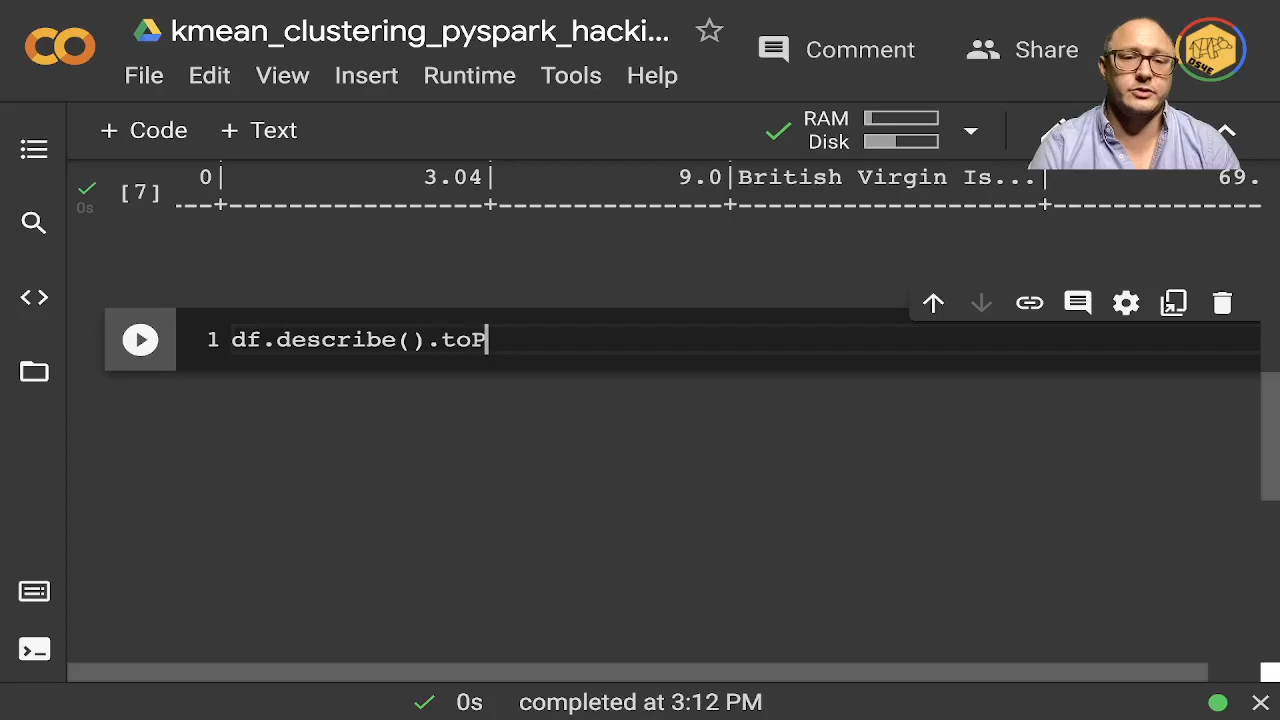 kmean_clustering_pyspark_hacki...
Comment
Share
File Edit View Insert Runtime Tools Help
+ Code + Text
RAM
Disk
DS4E
0s
[7]
0| 3.04| 9.0|British Virgin Is...| 69.
---+-----------------+---------------+--------------------+--------------
1 df.describe().toP
0s completed at 3:12 PM